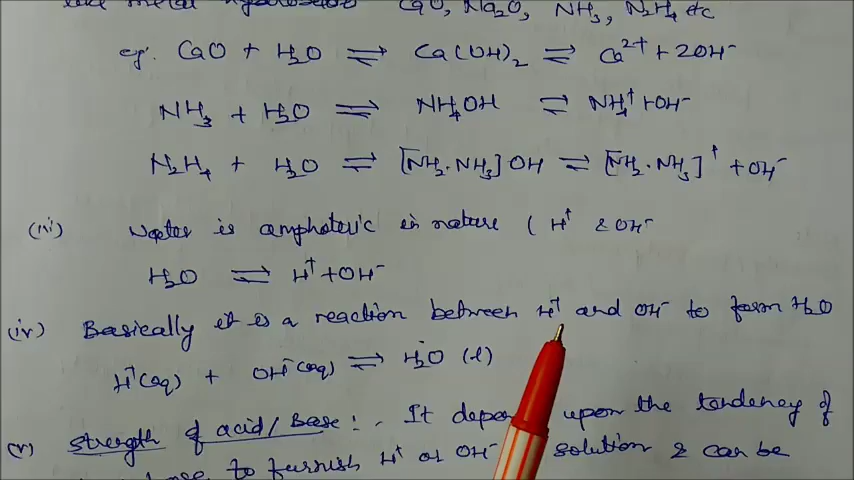 like metal CaO, Na2O, NH3, N2H4 etc
eg. CaO + H2O ⇌ Ca(OH)2 ⇌ Ca2+ + 2OH-
NH3 + H2O ⇌ NH4OH ⇌ NH4+ + OH-
N2H4 + H2O ⇌ [NH2.NH3]OH ⇌ [NH2.NH3]+ + OH-
(iii) Water is amphoteric in nature ( H+ & OH-
H2O ⇌ H+ + OH-
(iv) Basically it is a reaction between H+ and OH- to form H2O
H+(aq) + OH-(aq) ⇌ H2O (l)
(v) strength of acid/Base:- It upon the tendency of
to furnish H+ or OH- solution & can be